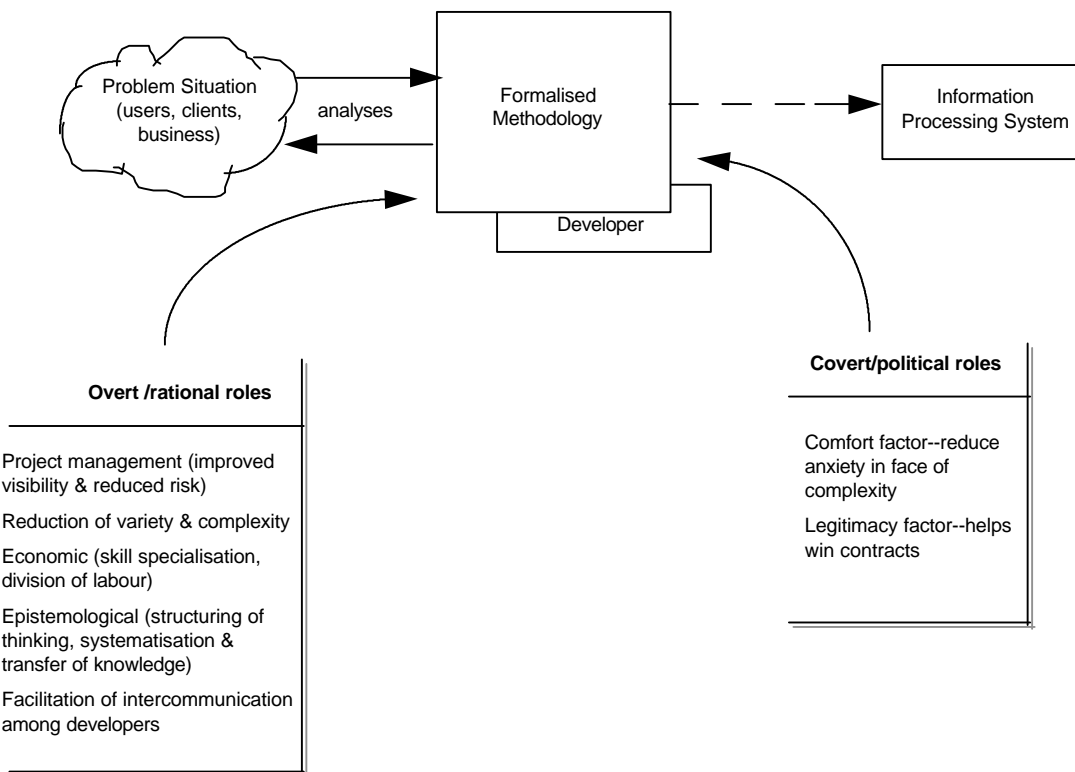 Problem Situation
(users, clients,
business)
analyses
Formalised
Methodology
Information
Processing System
Developer
Overt /rational roles
Project management (improved
visibility & reduced risk)
Reduction of variety & complexity
Economic (skill specialisation,
division of labour)
Epistemological (structuring of
thinking, systematisation &
transfer of knowledge)
Facilitation of intercommunication
among developers
Covert/political roles
Comfort factor--reduce
anxiety in face of
complexity
Legitimacy factor--helps
win contracts